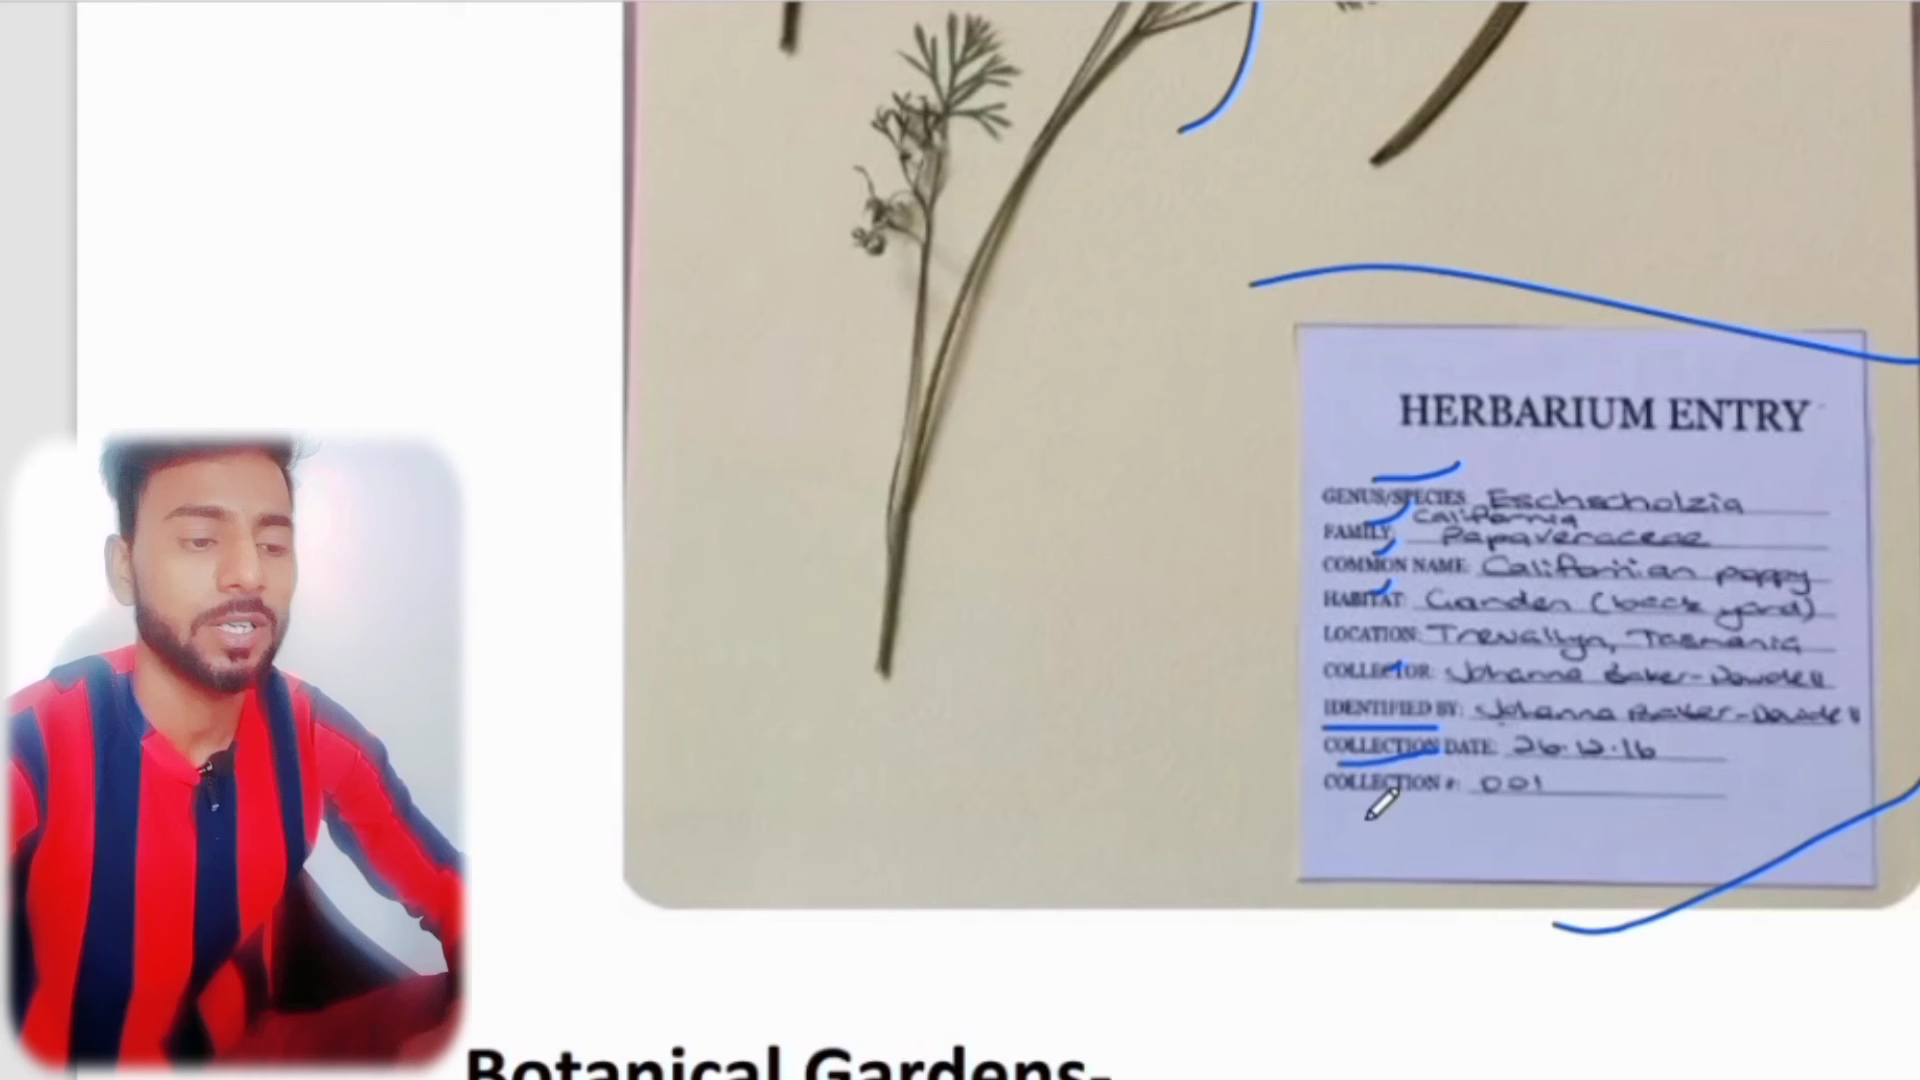 HERBARIUM ENTRY
GENUS/SPECIES: Eschscholzia
California
FAMILY: Papaveraceae
COMMON NAME: Californian poppy
HABITAT: Garden (back yard)
LOCATION: Trevallyn, Tasmania
COLLECTOR: Johanna Baker-Dowdell
IDENTIFIED BY: Johanna Baker-Dowdell
COLLECTION DATE: 26.12.16
COLLECTION #: 001
Botanical Gardens-